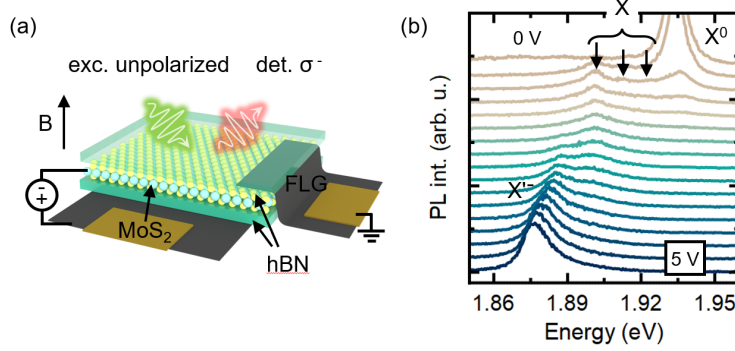 (a)
exc. unpolarized det. σ⁻
B
FLG
MoS₂
hBN
(b)
X
0 V
X⁰
X'⁻
5 V
PL int. (arb. u.)
1.86 1.89 1.92 1.95
Energy (eV)